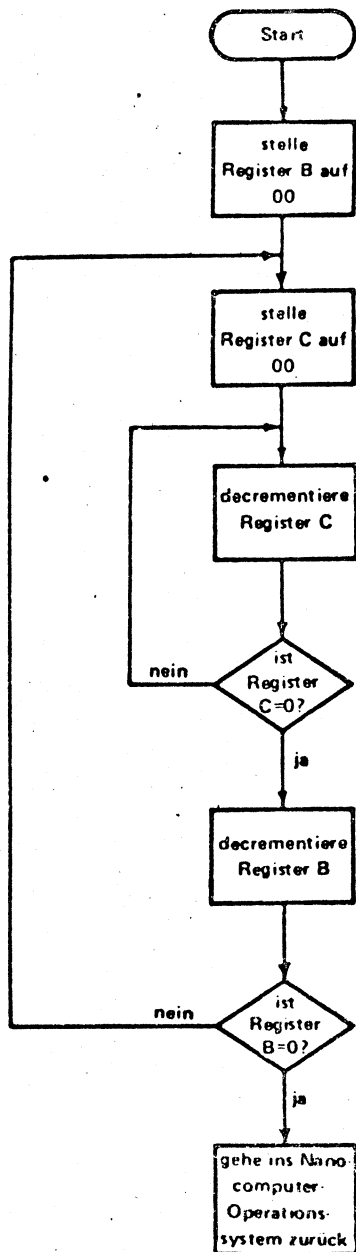 Start
stelle
Register B auf
00
stelle
Register C auf
00
decrementiere
Register C
nein
ist
Register
C=0?
ja
decrementiere
Register B
nein
ist
Register
B=0?
ja
gehe ins Nano-
computer-
Operations-
system zurück